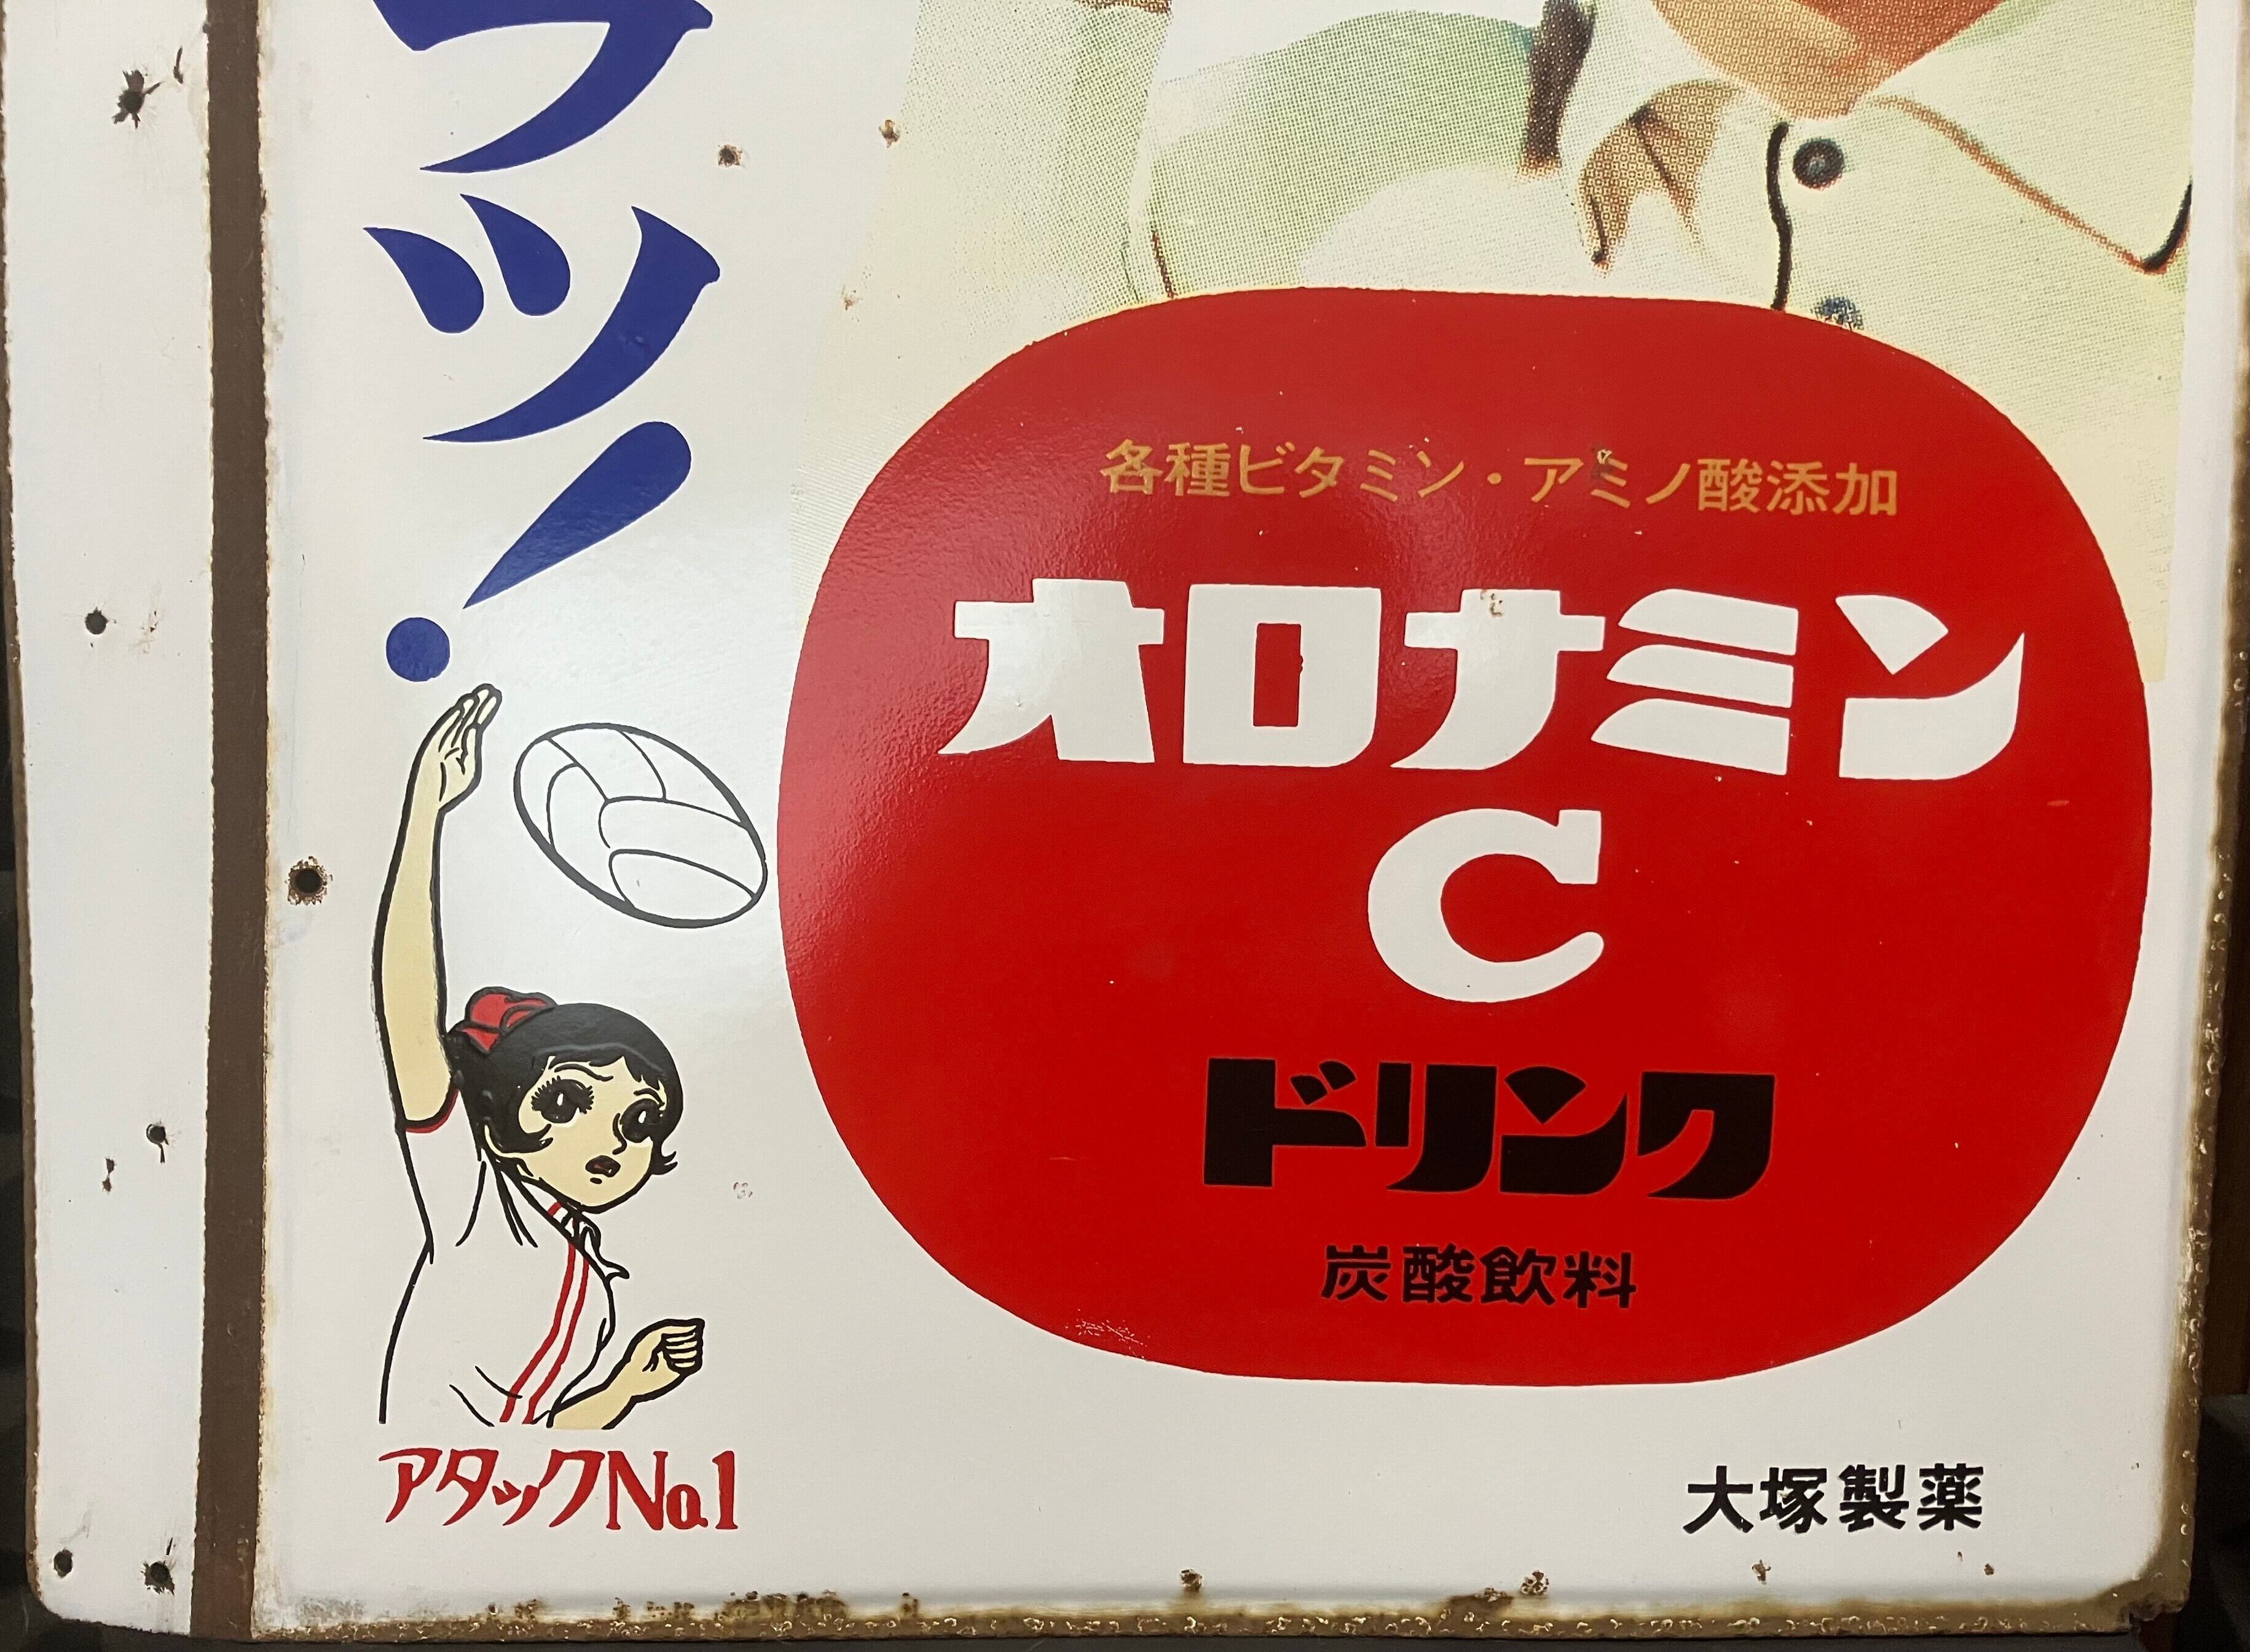 ッ!
各種ビタミン・アミノ酸添加
オロナミン
C
ドリンク
炭酸飲料
アタックNo.1
大塚製薬